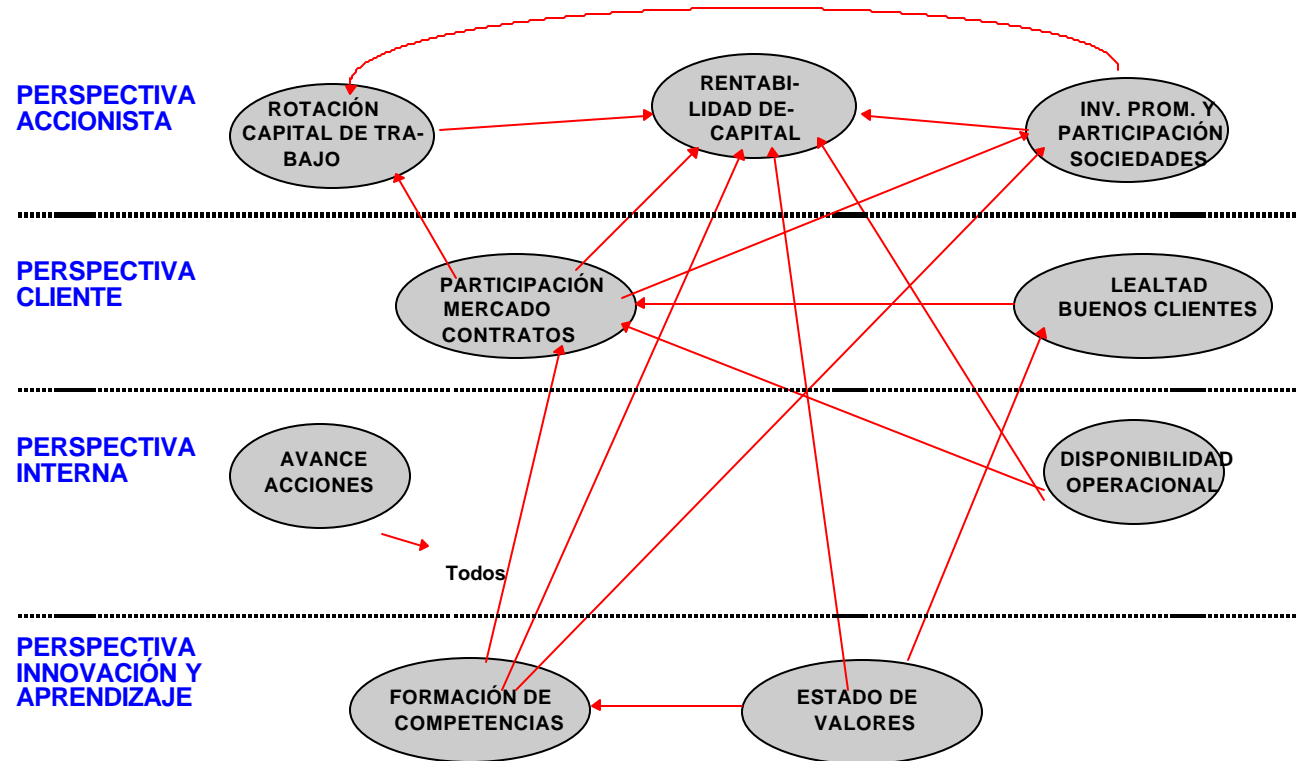 PERSPECTIVA
ACCIONISTA
ROTACIÓN
CAPITAL DE TRA-
BAJO
RENTABI-
LIDAD DE-
CAPITAL
INV. PROM. Y
PARTICIPACIÓN
SOCIEDADES
PERSPECTIVA
CLIENTE
PARTICIPACIÓN
MERCADO
CONTRATOS
LEALTAD
BUENOS CLIENTES
PERSPECTIVA
INTERNA
AVANCE
ACCIONES
DISPONIBILIDAD
OPERACIONAL
Todos
PERSPECTIVA
INNOVACIÓN Y
APRENDIZAJE
FORMACIÓN DE
COMPETENCIAS
ESTADO DE
VALORES